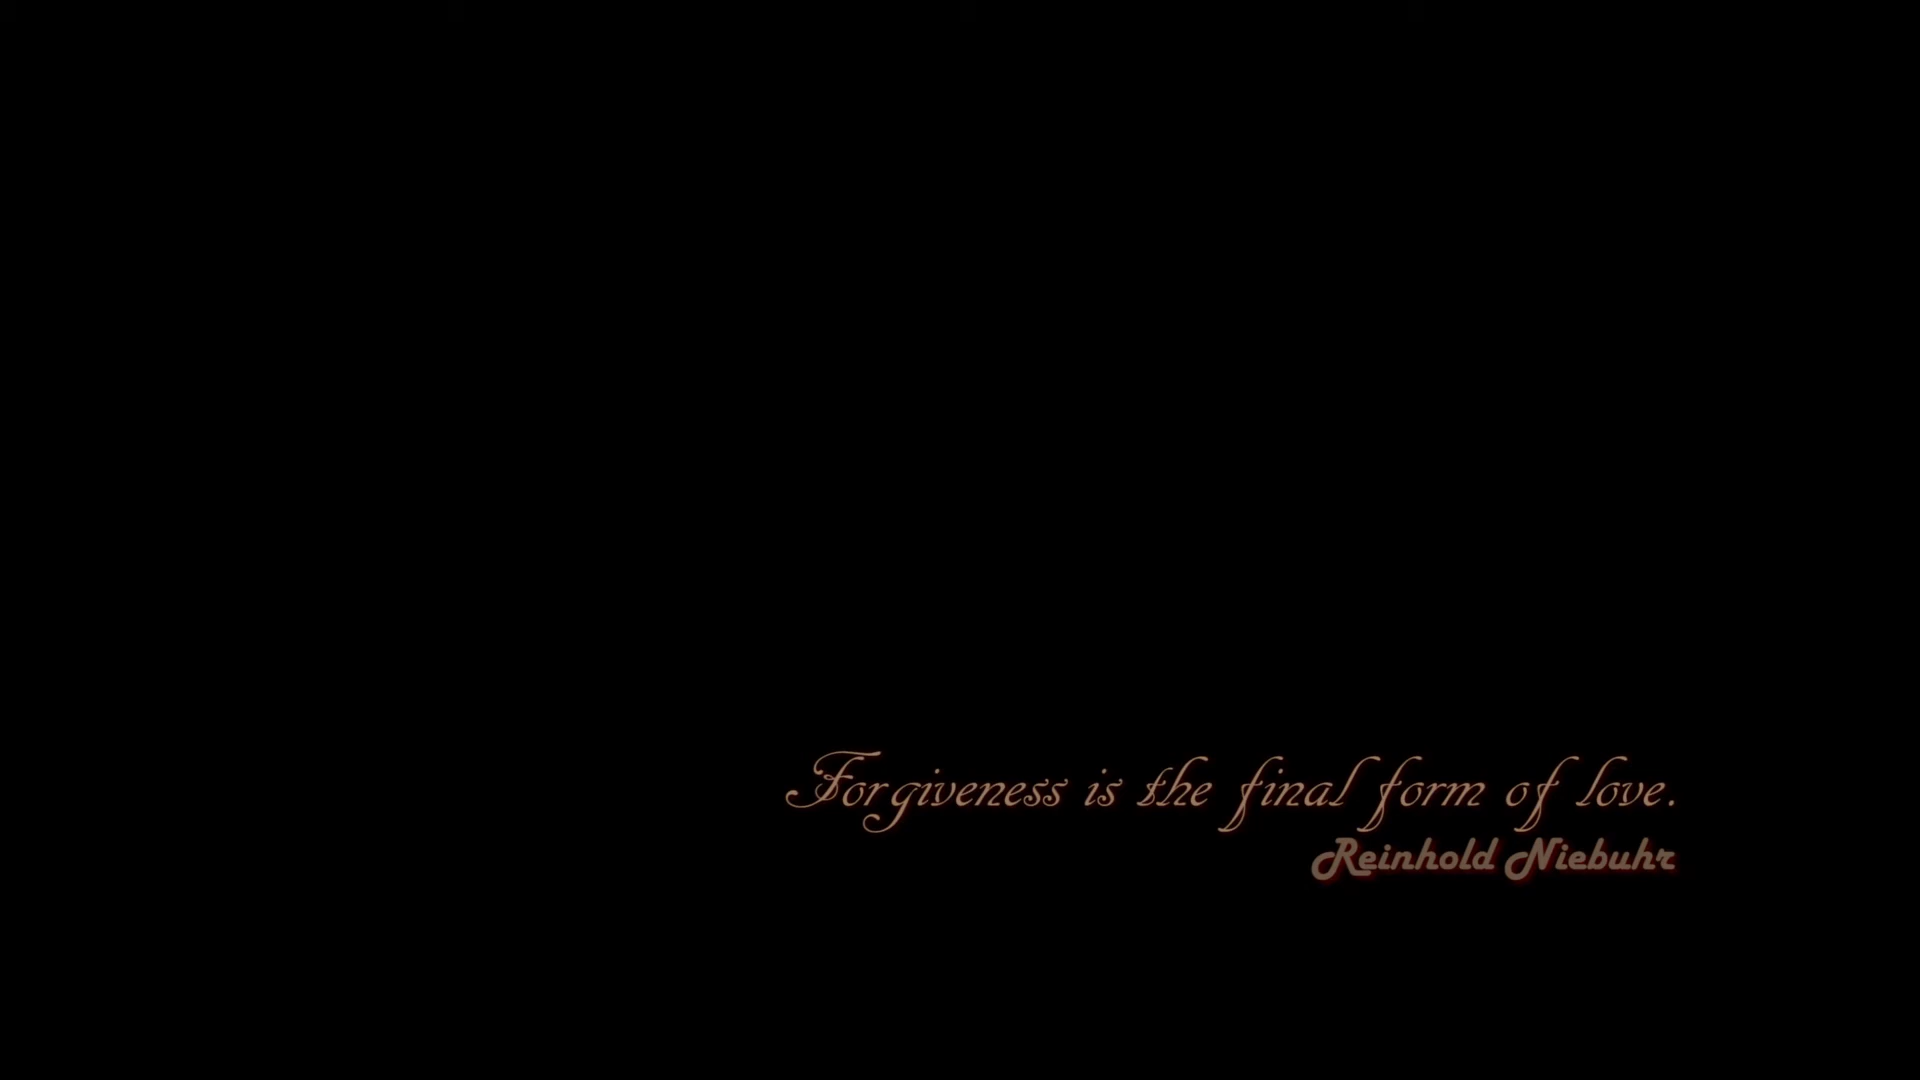 Forgiveness is the final form of love.
Reinhold Niebuhr